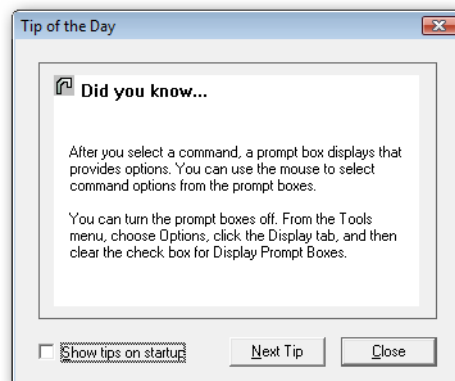 Tip of the Day
Did you know...
After you select a command, a prompt box displays that
provides options. You can use the mouse to select
command options from the prompt boxes.
You can turn the prompt boxes off. From the Tools
menu, choose Options, click the Display tab, and then
clear the check box for Display Prompt Boxes.
Show tips on startup
Next Tip
Close